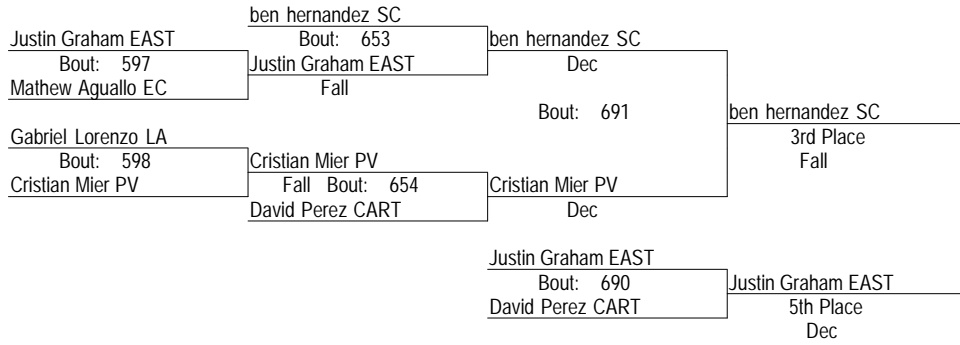 ben hernandez SC
Justin Graham EAST
Bout: 653
ben hernandez SC
Bout: 597
Justin Graham EAST
Dec
Mathew Aguallo EC
Fall
Bout: 691
ben hernandez SC
Gabriel Lorenzo LA
3rd Place
Bout: 598
Cristian Mier PV
Fall
Cristian Mier PV
Fall Bout: 654
Cristian Mier PV
David Perez CART
Dec
Justin Graham EAST
Bout: 690
Justin Graham EAST
David Perez CART
5th Place
Dec